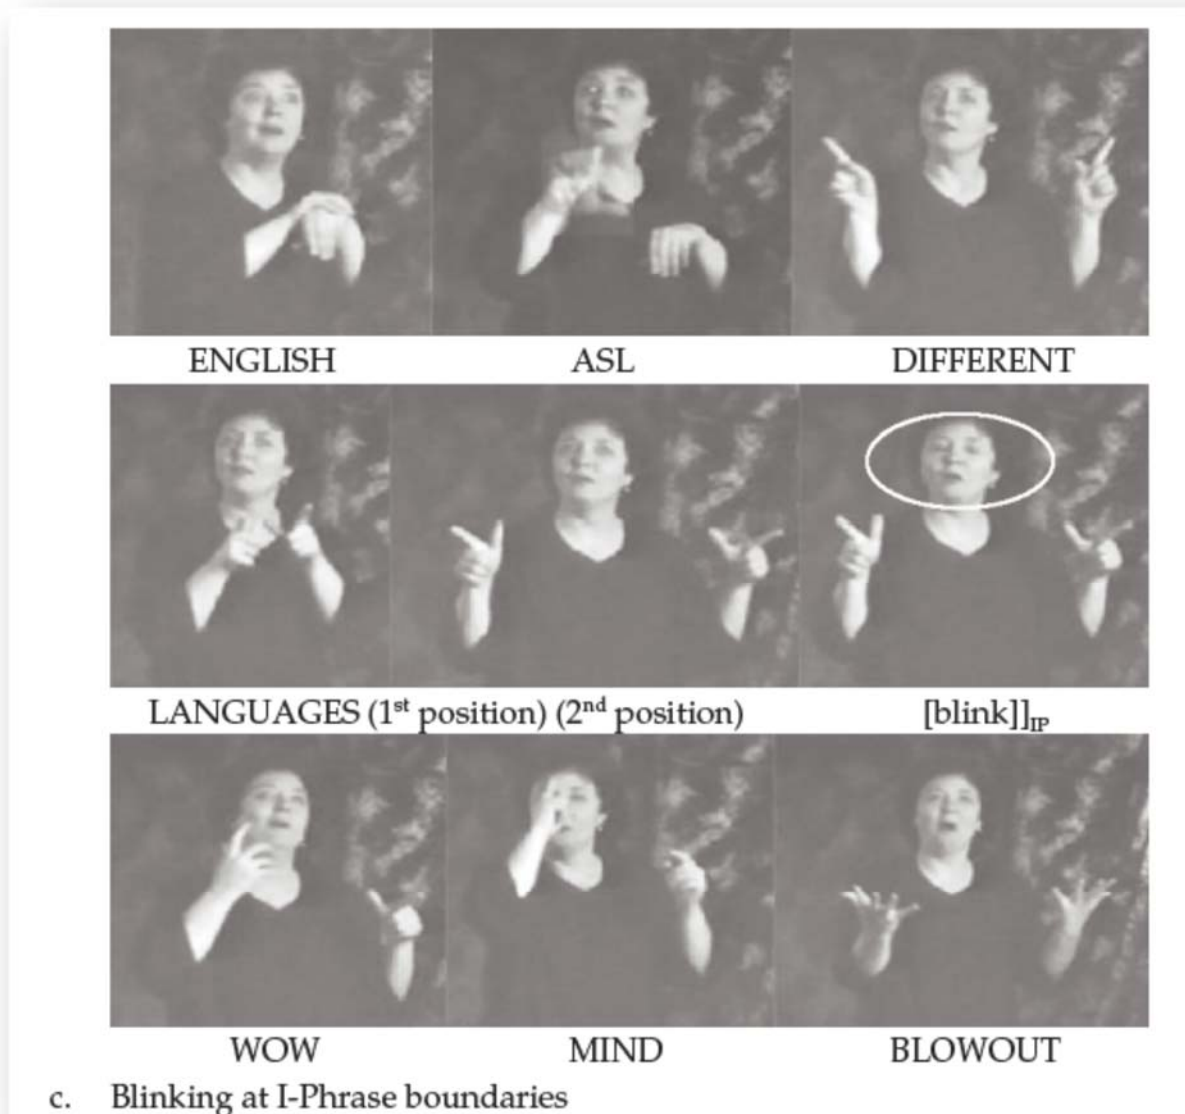 ENGLISH ASL DIFFERENT
LANGUAGES (1st position) (2nd position) [blink]]IP
WOW MIND BLOWOUT
c. Blinking at I-Phrase boundaries